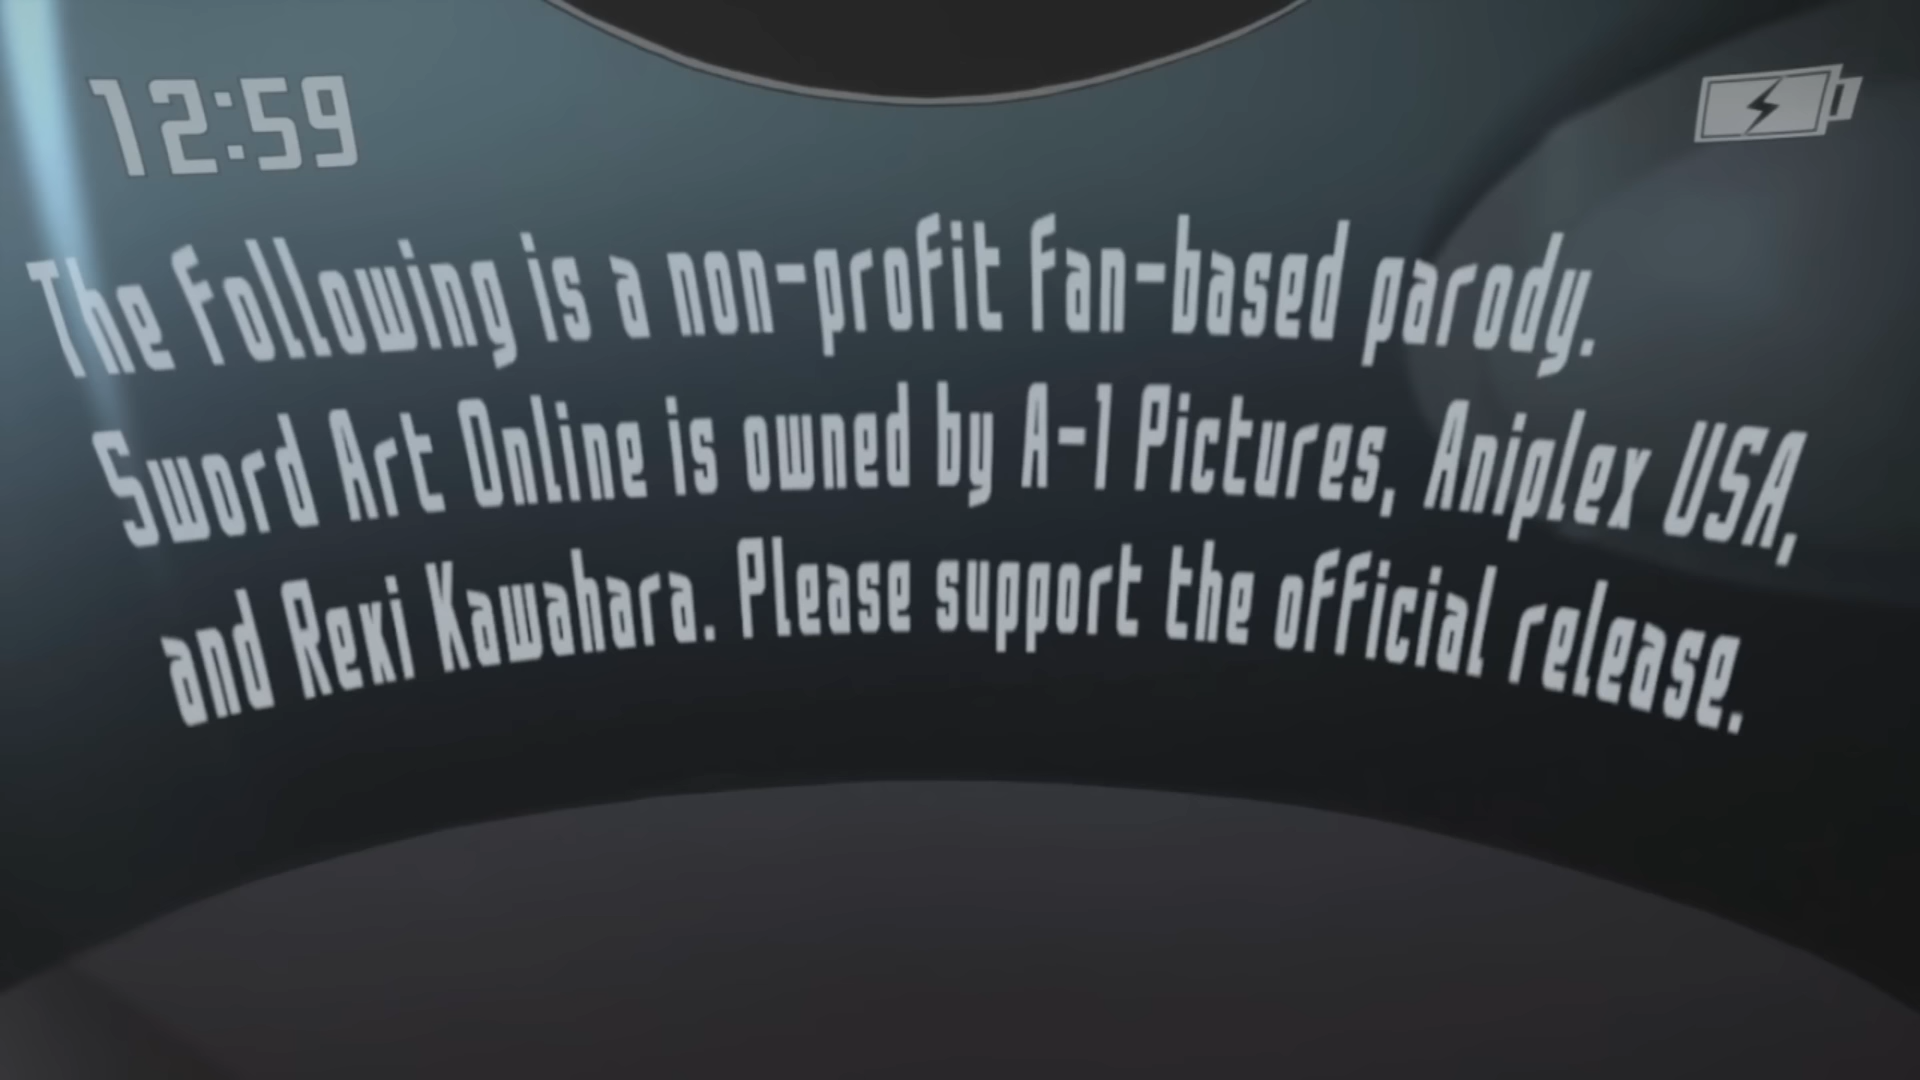 12:59
The Following is a non-profit fan-based parody.
Sword Art Online is owned by A-1 Pictures, Aniplex USA,
and Reki Kawahara. Please support the official release.